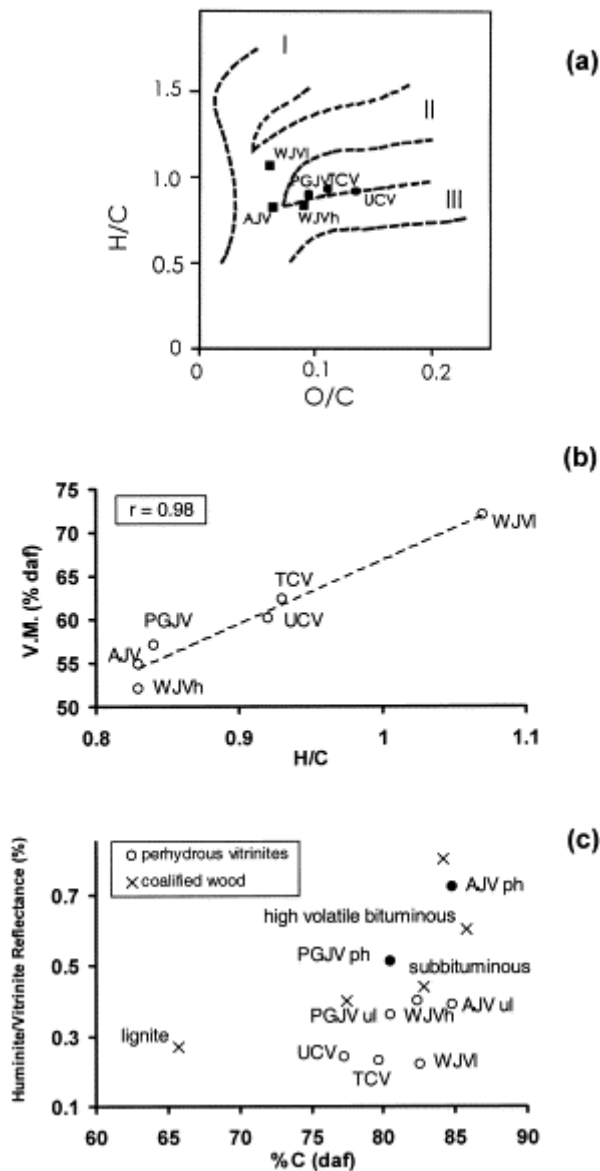 (a)
I
1.5
II
WJVl
H/C
1.0
PGJV TCV
AJV
WJVh
UCV
III
0.5
0
0 0.1 0.2
O/C
(b)
75
r = 0.98
70
WJVl
V.M. (% daf)
65
TCV
60
PGJV
UCV
AJV
55
WJVh
50
0.8 0.9 1 1.1
H/C
(c)
Huminite/Vitrinite Reflectance (%)
perhydrous vitrinites
coalified wood
0.7
AJV ph
high volatile bituminous
0.5
PGJV ph
subbituminous
PGJV ul WJVh AJV ul
lignite
0.3
UCV
TCV
WJVl
0.1
60 65 70 75 80 85 90
%C (daf)